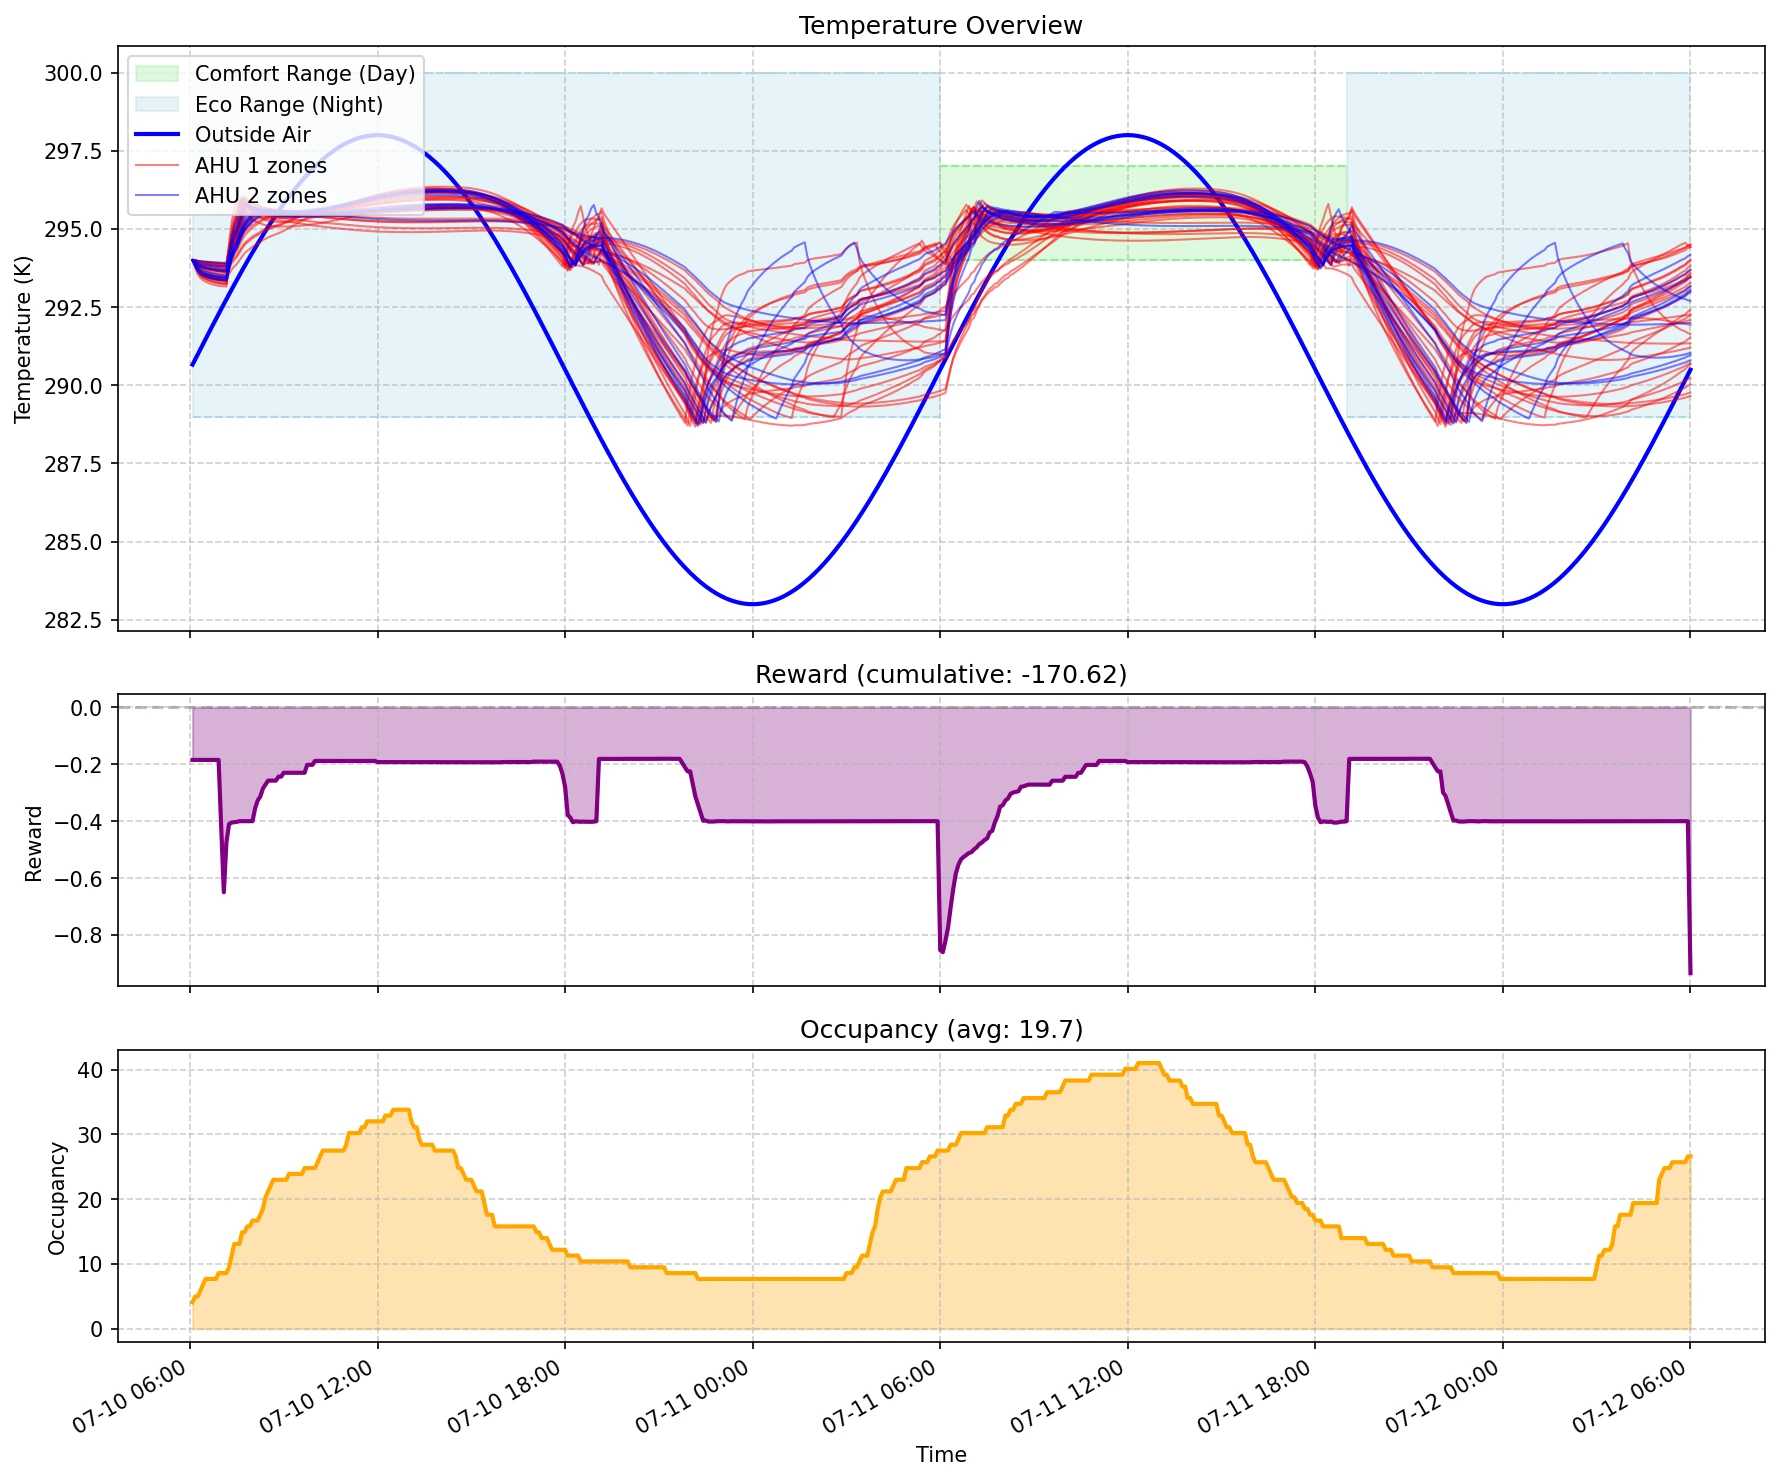 Temperature Overview
300.0
297.5
295.0
292.5
290.0
287.5
285.0
282.5
Temperature (K)
Comfort Range (Day)
Eco Range (Night)
Outside Air
AHU 1 zones
AHU 2 zones
Reward (cumulative: -170.62)
0.0
−0.2
−0.4
−0.6
−0.8
Reward
Occupancy (avg: 19.7)
40
30
20
10
0
Occupancy
07-10 06:00
07-10 12:00
07-10 18:00
07-11 00:00
07-11 06:00
07-11 12:00
07-11 18:00
07-12 00:00
07-12 06:00
Time